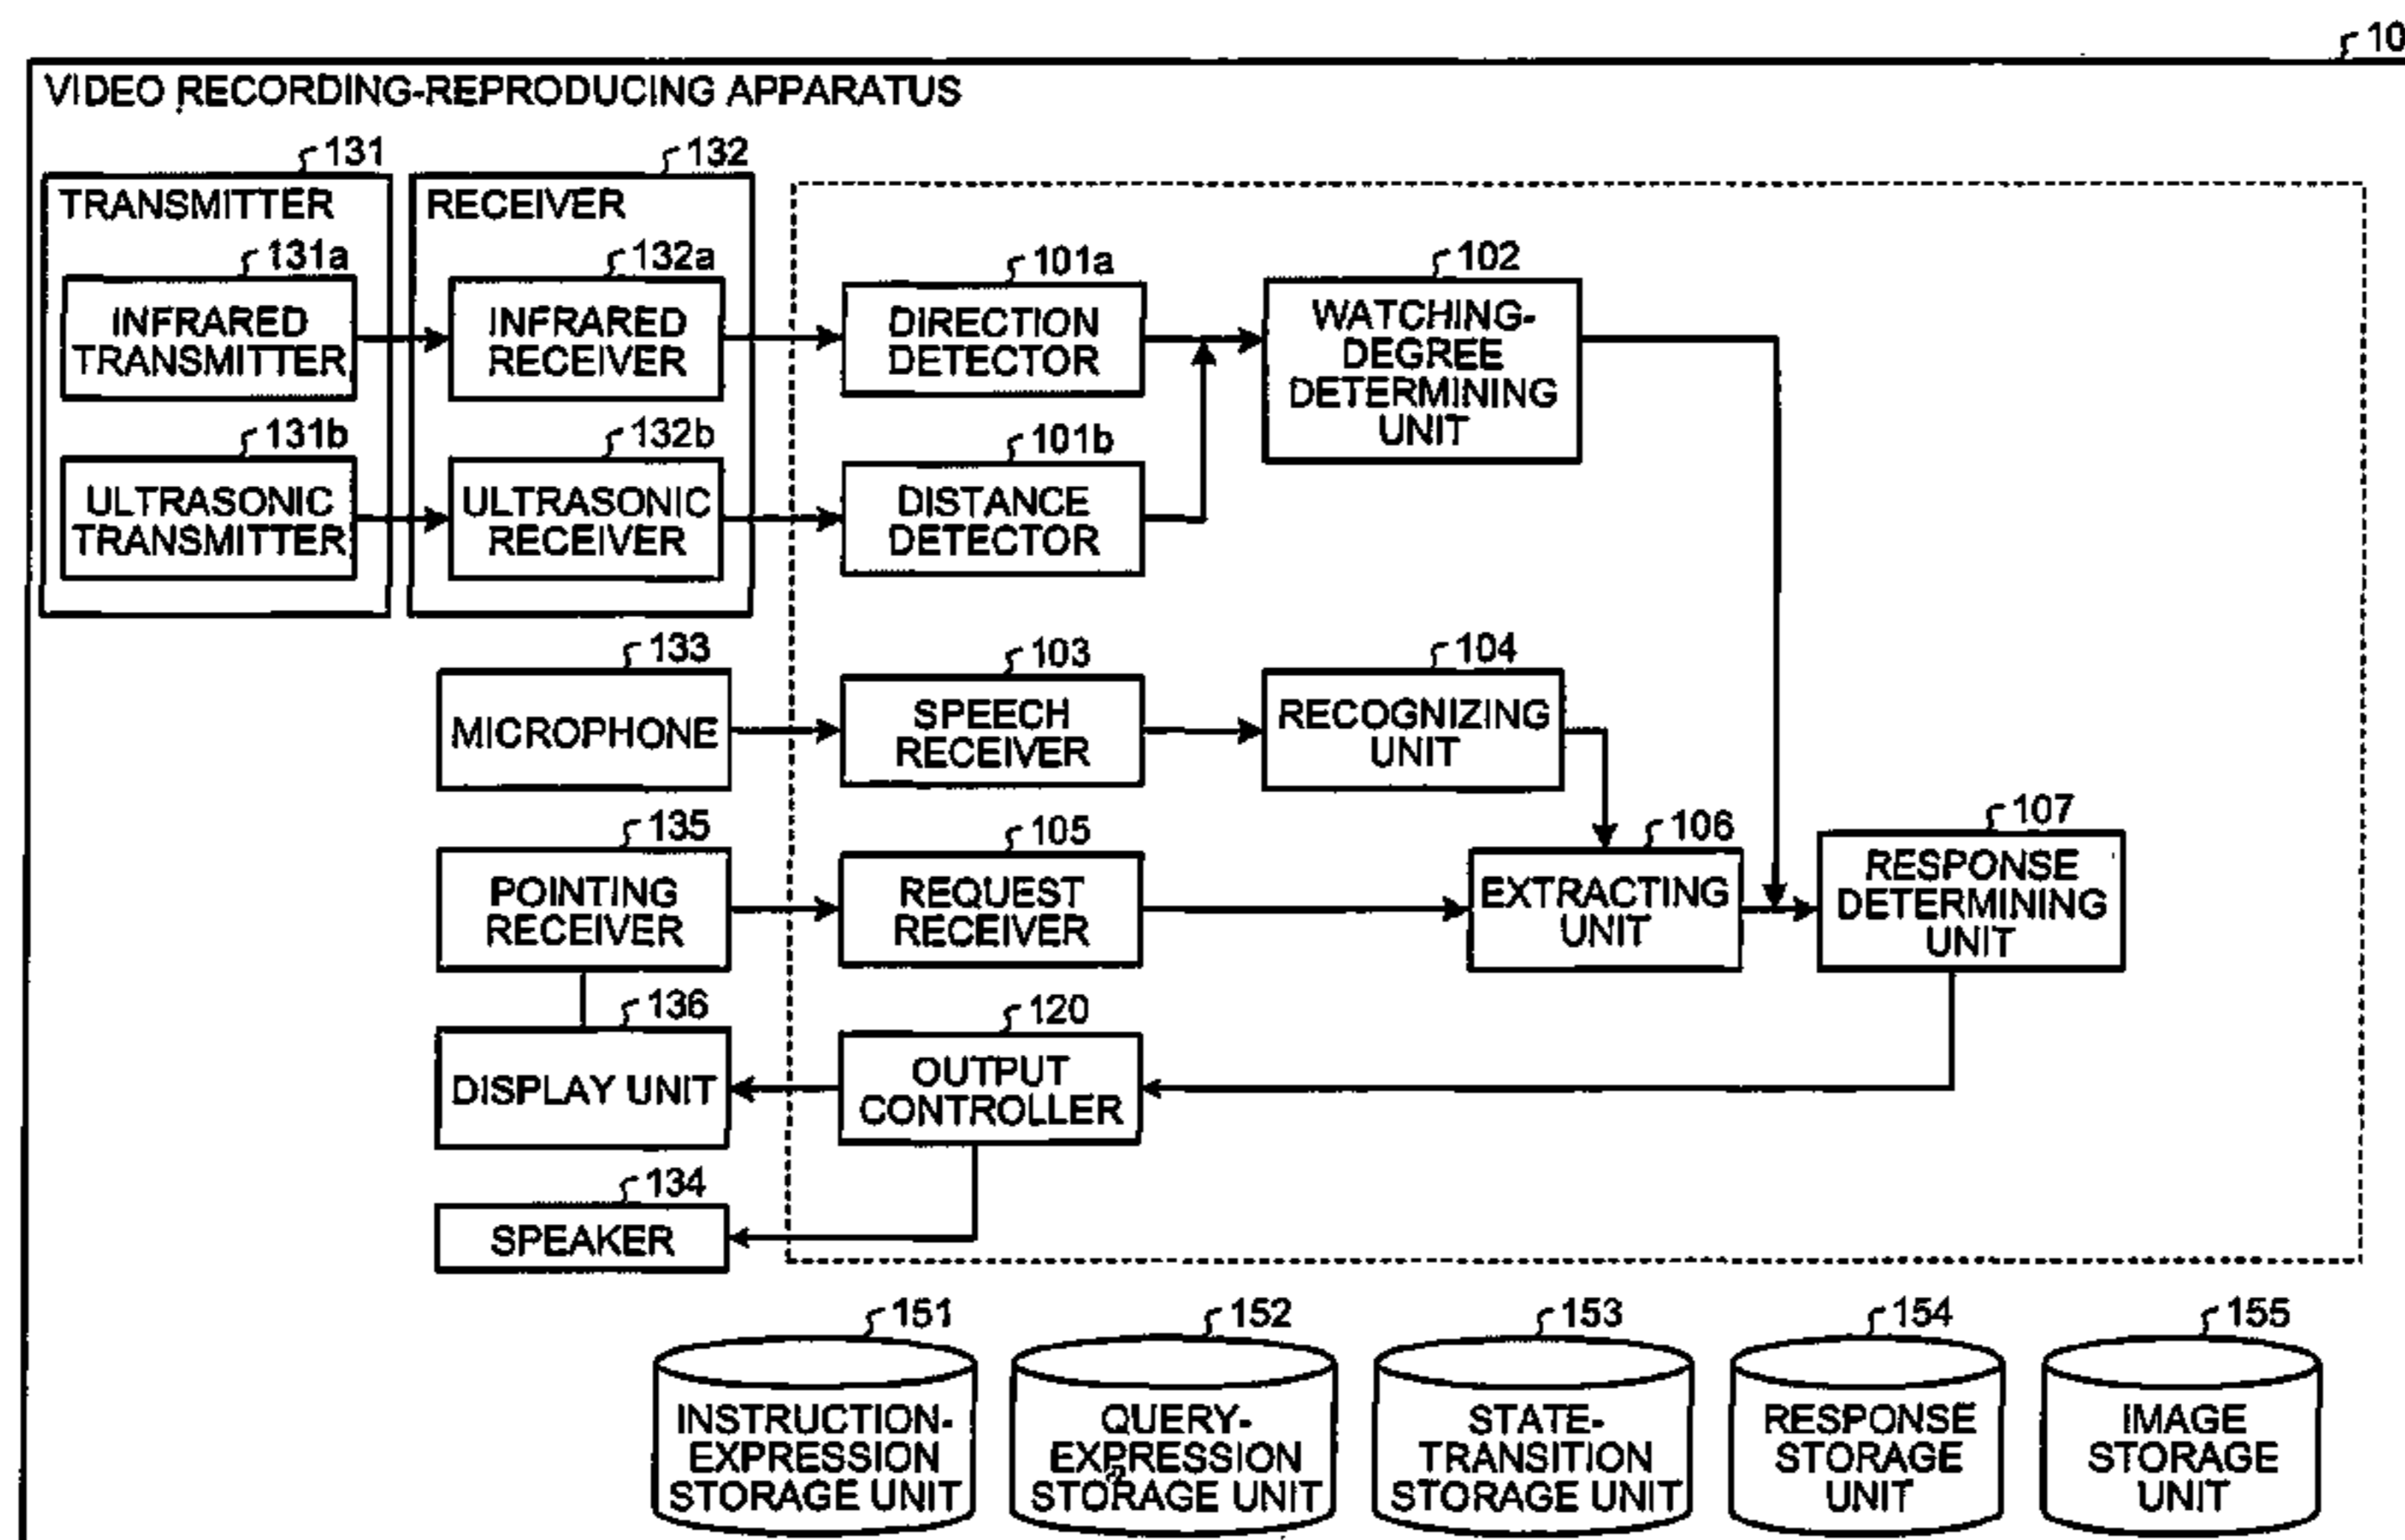 10
VIDEO RECORDING-REPRODUCING APPARATUS
131
132
TRANSMITTER
RECEIVER
131a
132a
101a
102
INFRARED
TRANSMITTER
INFRARED
RECEIVER
DIRECTION
DETECTOR
WATCHING-
DEGREE
DETERMINING
UNIT
131b
132b
101b
ULTRASONIC
TRANSMITTER
ULTRASONIC
RECEIVER
DISTANCE
DETECTOR
133
103
104
MICROPHONE
SPEECH
RECEIVER
RECOGNIZING
UNIT
135
105
106
107
POINTING
RECEIVER
REQUEST
RECEIVER
EXTRACTING
UNIT
RESPONSE
DETERMINING
UNIT
136
120
DISPLAY UNIT
OUTPUT
CONTROLLER
134
SPEAKER
151
152
153
154
155
INSTRUCTION-
EXPRESSION
STORAGE UNIT
QUERY-
EXPRESSION
STORAGE UNIT
STATE-
TRANSITION
STORAGE UNIT
RESPONSE
STORAGE
UNIT
IMAGE
STORAGE
UNIT